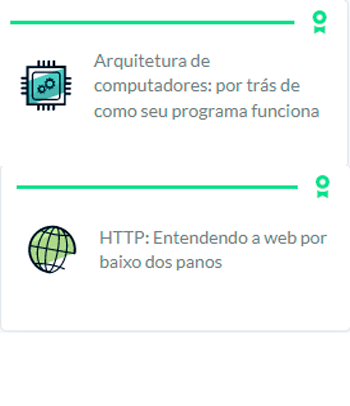 Arquitetura de
computadores: por trás de
como seu programa funciona
HTTP: Entendendo a web por
baixo dos panos